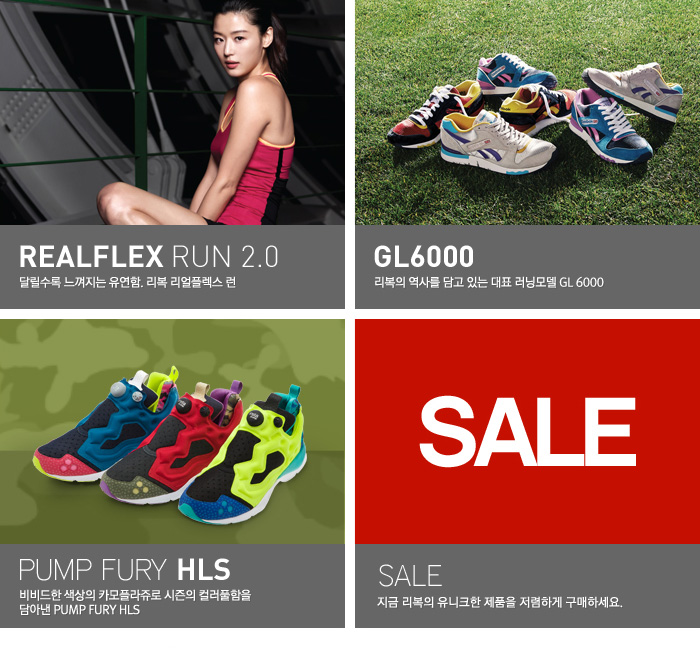 REALFLEX RUN 2.0
달릴수록 느껴지는 유연함. 리복 리얼플렉스 런
GL6000
리복의 역사를 담고 있는 대표 러닝모델 GL 6000
SALE
PUMP FURY HLS
비비드한 색상의 카모플라쥬로 시즌의 컬러풀함을
담아낸 PUMP FURY HLS
SALE
지금 리복의 유니크한 제품을 저렴하게 구매하세요.